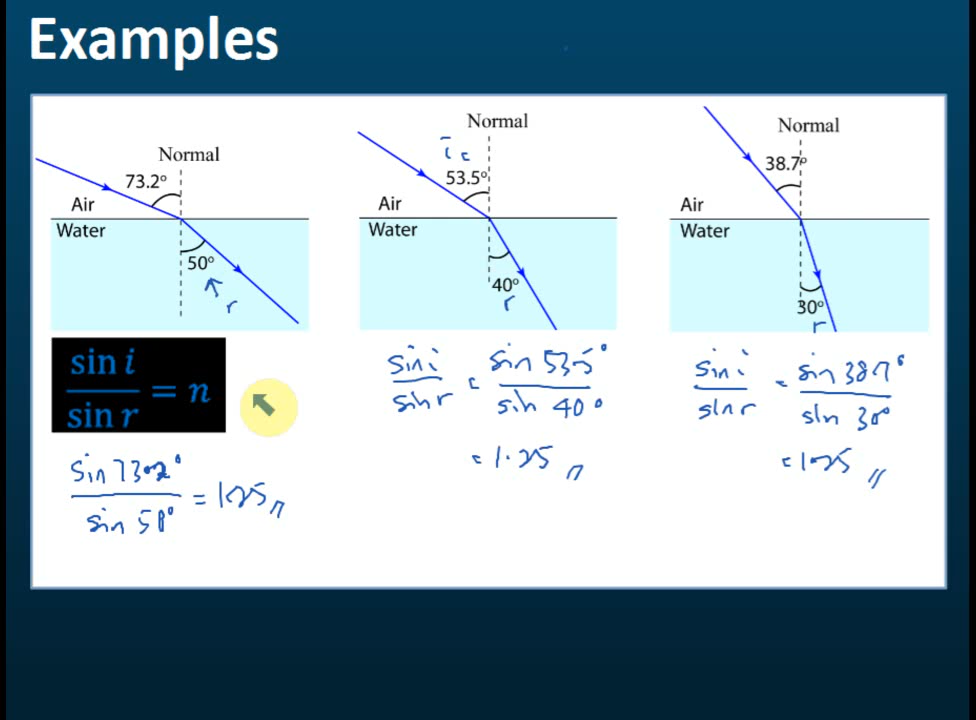 Examples
Normal
73.2°
Air
Water
50°
r
sin i / sin r = n
sin 73.2° / sin 50° = 1.25
Normal
i =
53.5°
Air
Water
40°
r
sin i / sin r = sin 53.5° / sin 40°
= 1.25
Normal
38.7°
Air
Water
30°
r
sin i / sin r = sin 38.7° / sin 30°
= 1.25